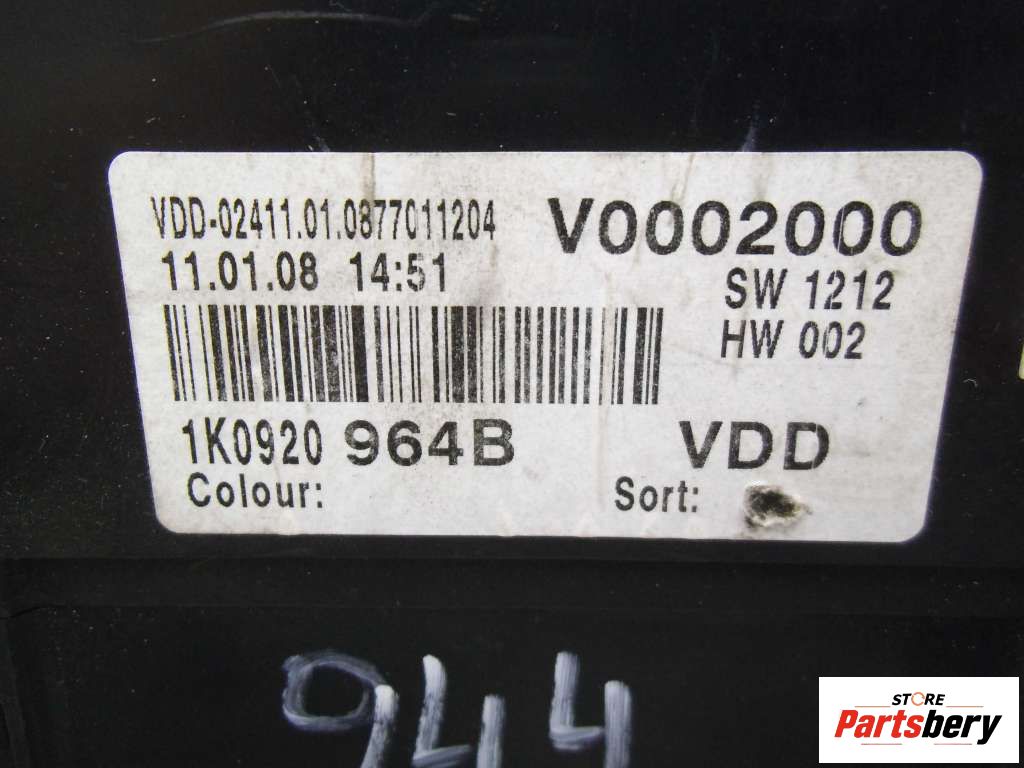 VDD-02411.01.0877011204 V0002000
11.01.08 14:51 SW 1212
HW 002
1K0920 964B VDD
Colour: Sort:
944
STORE
Partsbery